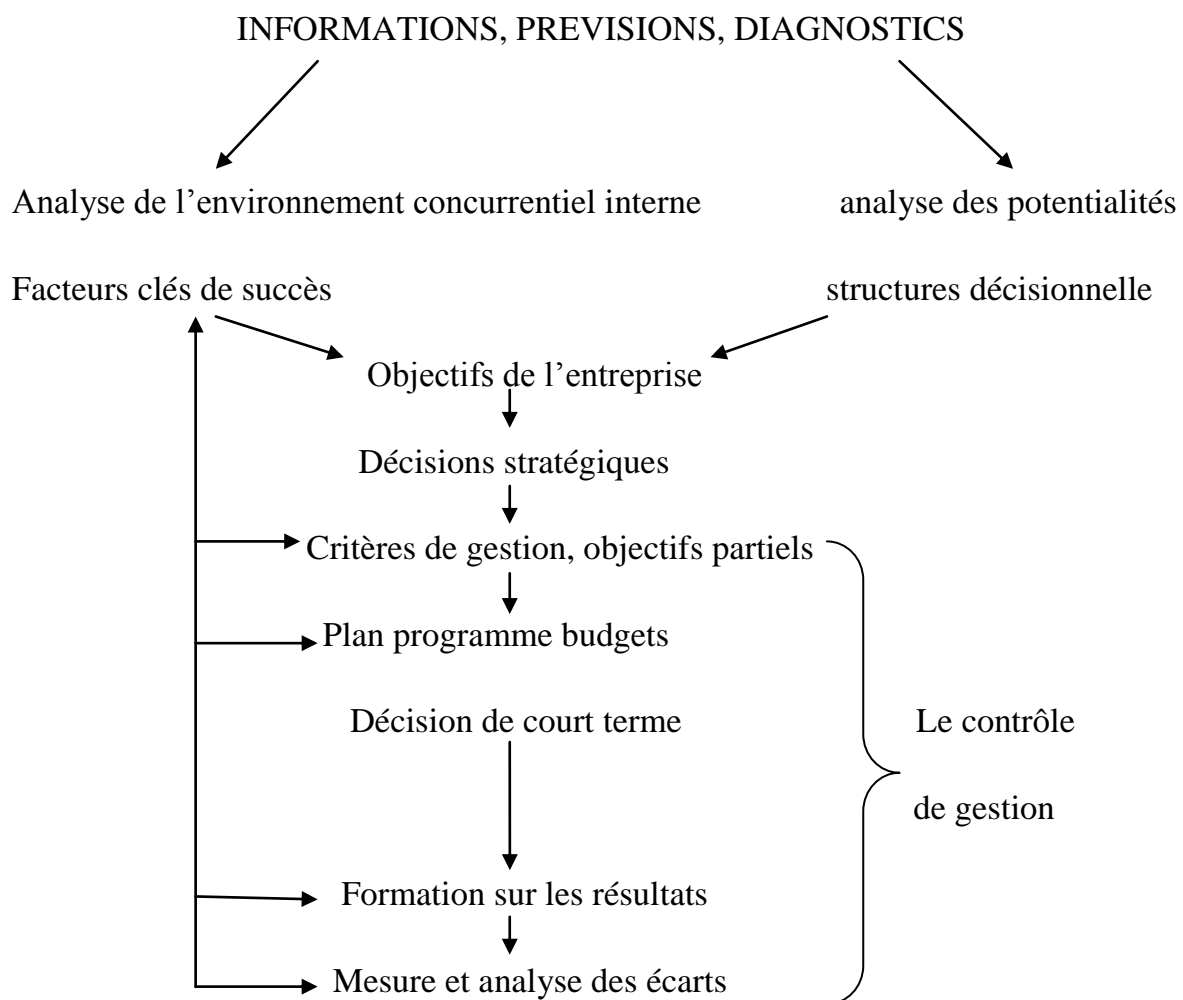 INFORMATIONS, PREVISIONS, DIAGNOSTICS
Analyse de l’environnement concurrentiel interne
analyse des potentialités
Facteurs clés de succès
structures décisionnelle
Objectifs de l’entreprise
Décisions stratégiques
Critères de gestion, objectifs partiels
Plan programme budgets
Décision de court terme
Le contrôle
de gestion
Formation sur les résultats
Mesure et analyse des écarts